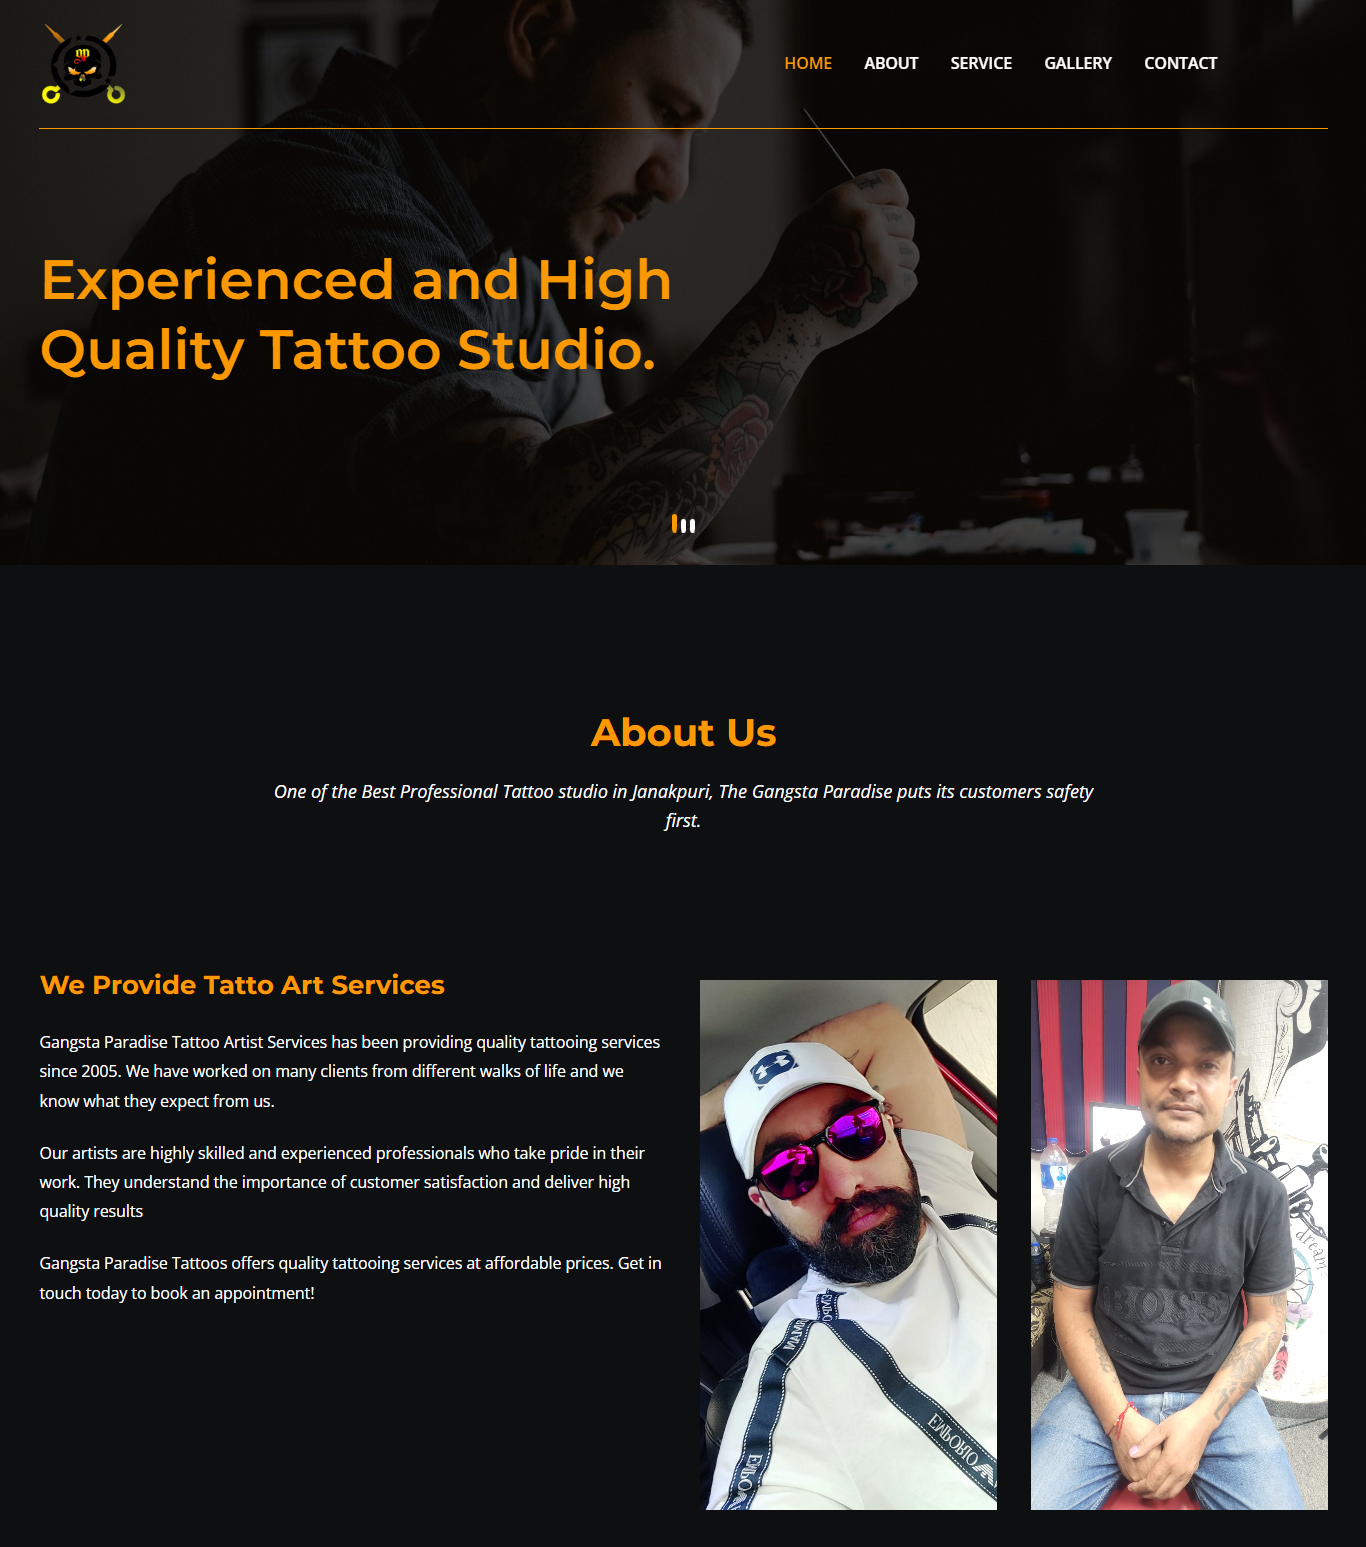 gp
HOME ABOUT SERVICE GALLERY CONTACT
Experienced and High
Quality Tattoo Studio.
About Us
One of the Best Professional Tattoo studio in Janakpuri, The Gangsta Paradise puts its customers safety
first.
We Provide Tatto Art Services
Gangsta Paradise Tattoo Artist Services has been providing quality tattooing services
since 2005. We have worked on many clients from different walks of life and we
know what they expect from us.
Our artists are highly skilled and experienced professionals who take pride in their
work. They understand the importance of customer satisfaction and deliver high
quality results
Gangsta Paradise Tattoos offers quality tattooing services at affordable prices. Get in
touch today to book an appointment!
EMPORIO
BOSS
dream